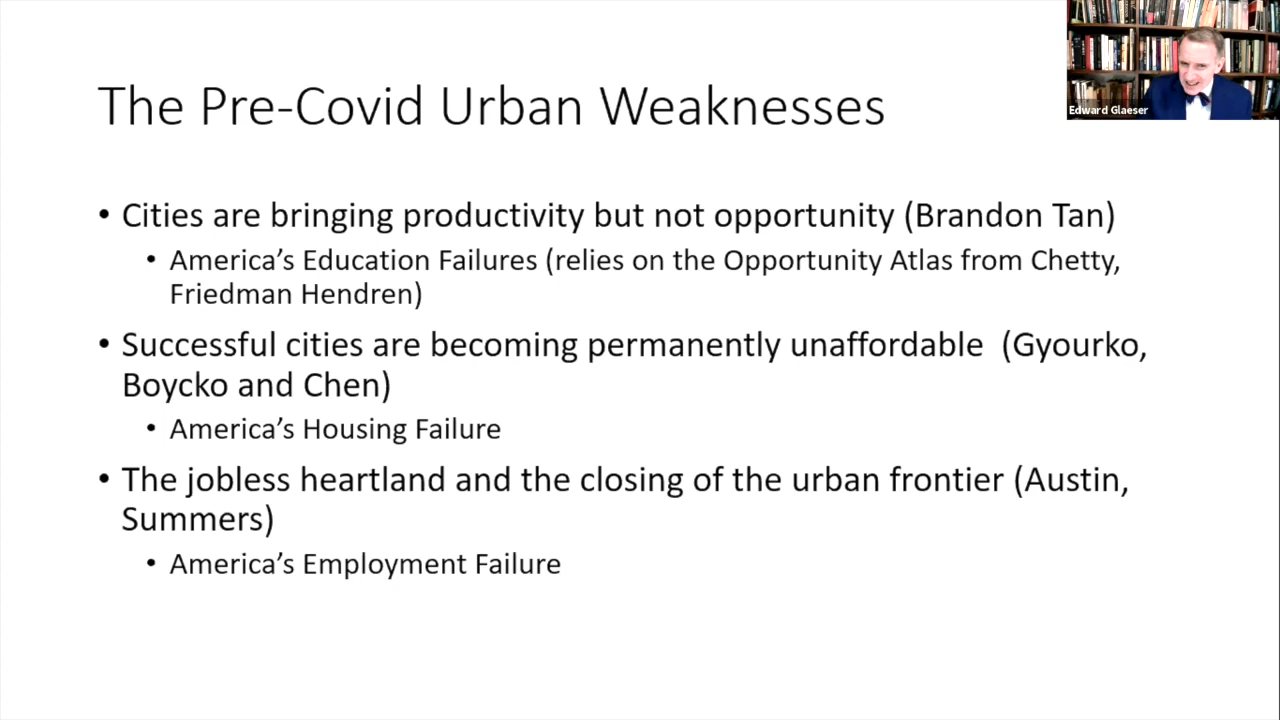 The Pre-Covid Urban Weaknesses
Edward Glaeser
• Cities are bringing productivity but not opportunity (Brandon Tan)
• America’s Education Failures (relies on the Opportunity Atlas from Chetty,
Friedman Hendren)
• Successful cities are becoming permanently unaffordable  (Gyourko,
Boycko and Chen)
• America’s Housing Failure
• The jobless heartland and the closing of the urban frontier (Austin,
Summers)
• America’s Employment Failure